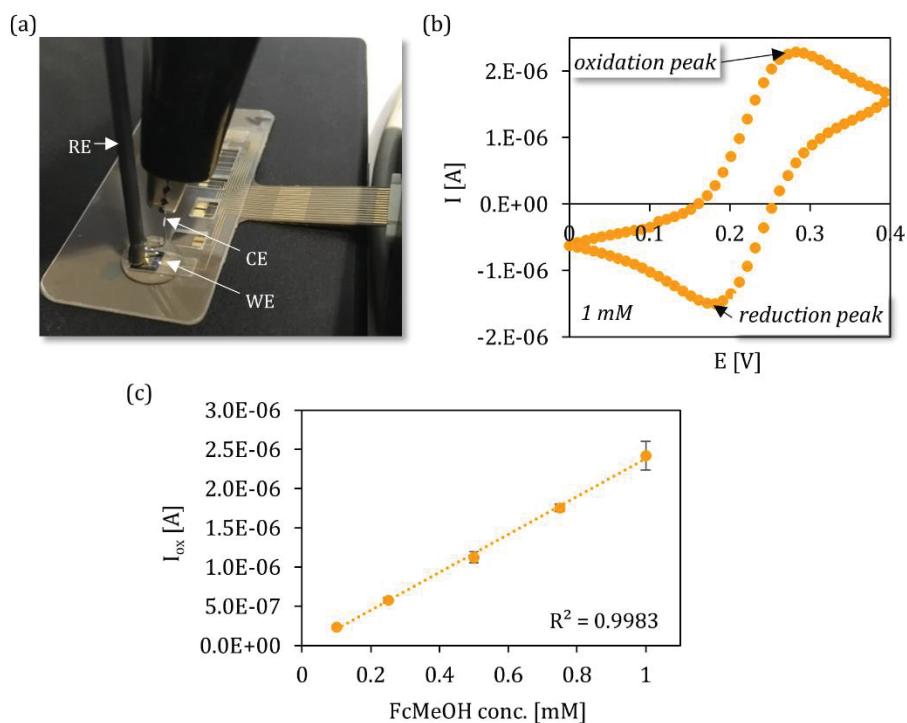 (a)
RE
CE
WE
(b)
2.E-06
1.E-06
0.E+00
-1.E-06
-2.E-06
I [A]
oxidation peak
0
0.1
0.2
0.3
0.4
1 mM
reduction peak
E [V]
(c)
3.0E-06
2.5E-06
2.0E-06
1.5E-06
1.0E-06
5.0E-07
0.0E+00
Iox [A]
R² = 0.9983
0
0.2
0.4
0.6
0.8
1
FcMeOH conc. [mM]